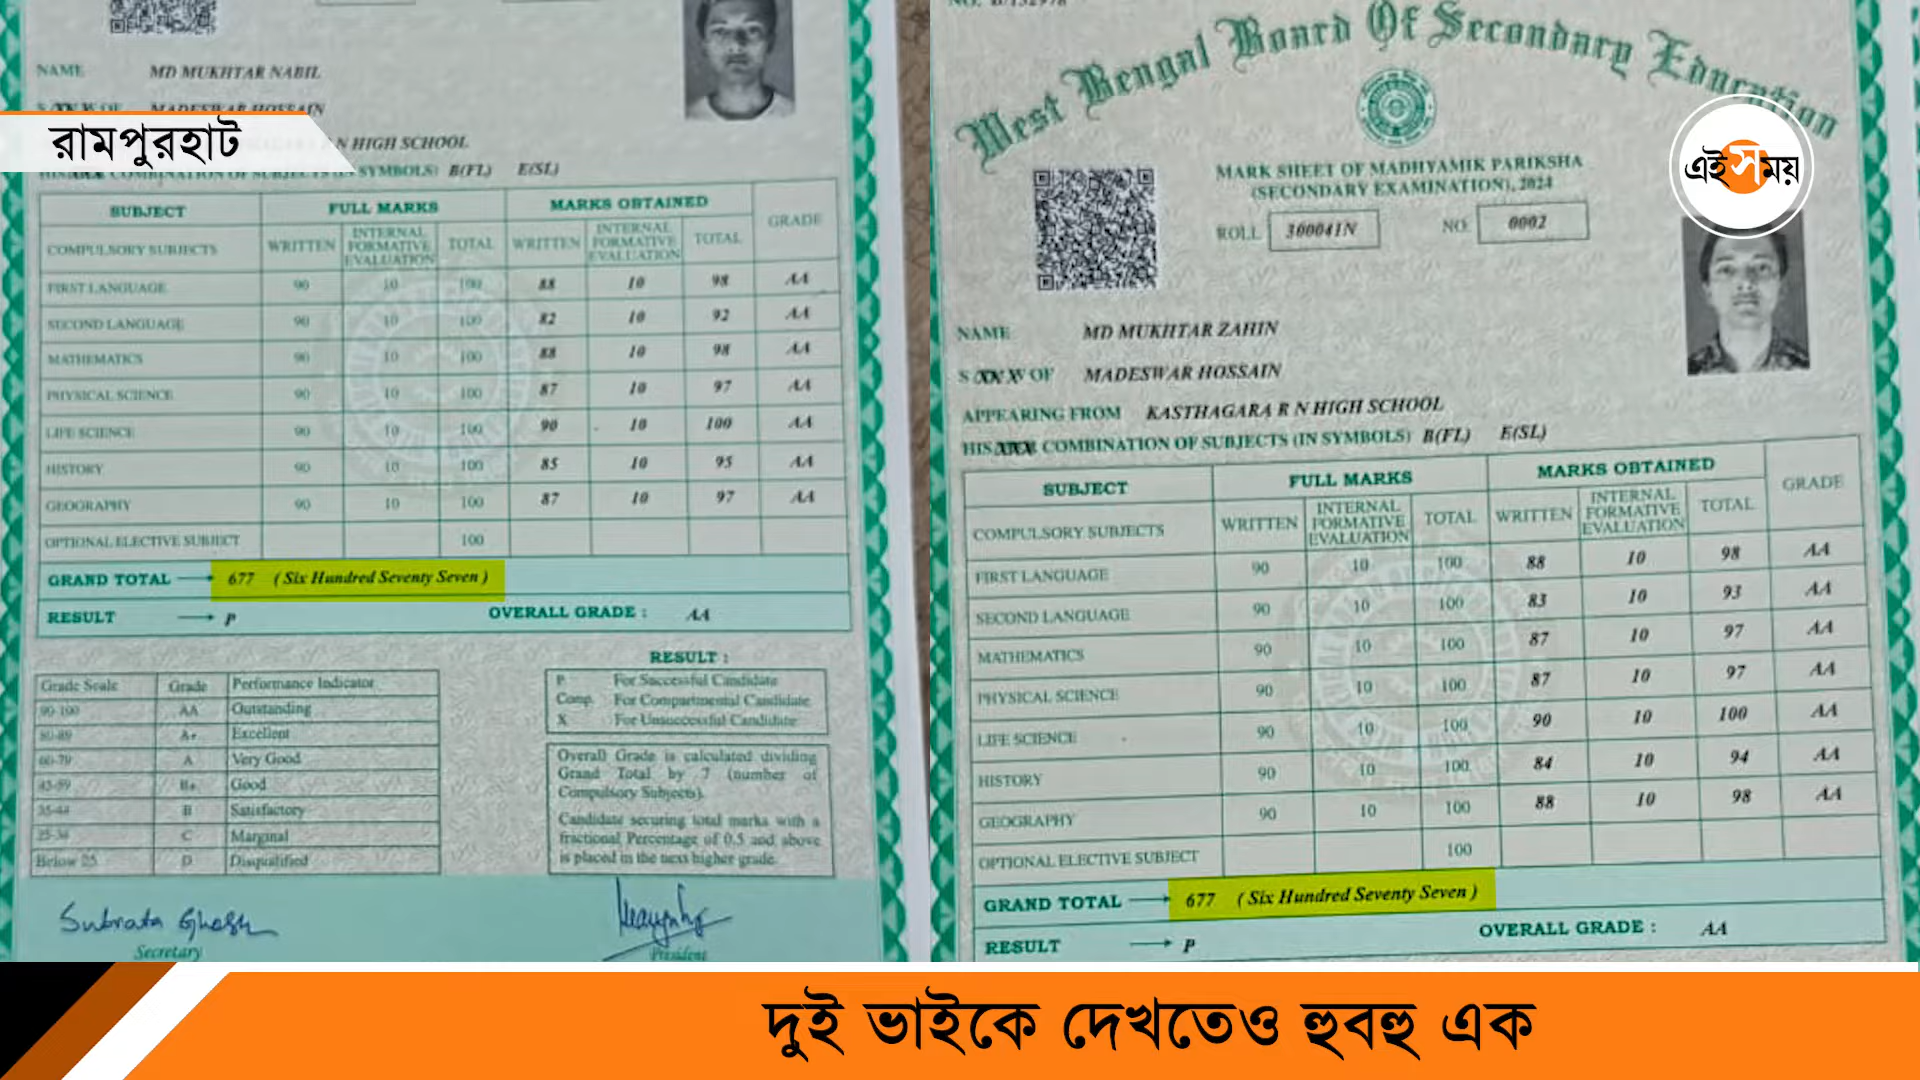 রামপুরহাট
NAME MD MUKHTAR NABIL
MADESWAR HOSSAIN
N HIGH SCHOOL
COMBINATION OF SUBJECTS (IN SYMBOLS) B(FL) E(SL)
SUBJECT FULL MARKS MARKS OBTAINED GRADE
COMPULSORY SUBJECTS WRITTEN INTERNAL FORMATIVE EVALUATION TOTAL WRITTEN INTERNAL FORMATIVE EVALUATION TOTAL
FIRST LANGUAGE 90 10 100 88 10 98 AA
SECOND LANGUAGE 90 10 100 82 10 92 AA
MATHEMATICS 90 10 100 88 10 98 AA
PHYSICAL SCIENCE 90 10 100 87 10 97 AA
LIFE SCIENCE 90 10 100 90 10 100 AA
HISTORY 90 10 100 85 10 95 AA
GEOGRAPHY 90 10 100 87 10 97 AA
OPTIONAL ELECTIVE SUBJECT 100
GRAND TOTAL → 677 (Six Hundred Seventy Seven)
RESULT → P OVERALL GRADE : AA
Grade Scale Grade Performance Indicator
90-100 AA Outstanding
80-89 A+ Excellent
60-79 A Very Good
45-59 B+ Good
35-44 B Satisfactory
25-34 C Marginal
Below 25 D Disqualified
RESULT :
P For Successful Candidate
Comp. For Compartmental Candidate
X For Unsuccessful Candidate
Overall Grade is calculated dividing
Grand Total by 7 (number of
Compulsory Subjects).
Candidate securing total marks with a
fractional Percentage of 0.5 and above
is placed in the next higher grade.
Subrata Ghosh
Secretary
President
West Bengal Board Of Secondary Education
এই সময়
MARK SHEET OF MADHYAMIK PARIKSHA
(SECONDARY EXAMINATION), 2024
ROLL 300041N NO. 0002
NAME MD MUKHTAR ZAHIN
S OF MADESWAR HOSSAIN
APPEARING FROM KASTHAGARA R N HIGH SCHOOL
HIS COMBINATION OF SUBJECTS (IN SYMBOLS) B(FL) E(SL)
SUBJECT FULL MARKS MARKS OBTAINED GRADE
COMPULSORY SUBJECTS WRITTEN INTERNAL FORMATIVE EVALUATION TOTAL WRITTEN INTERNAL FORMATIVE EVALUATION TOTAL
FIRST LANGUAGE 90 10 100 88 10 98 AA
SECOND LANGUAGE 90 10 100 83 10 93 AA
MATHEMATICS 90 10 100 87 10 97 AA
PHYSICAL SCIENCE 90 10 100 87 10 97 AA
LIFE SCIENCE 90 10 100 90 10 100 AA
HISTORY 90 10 100 84 10 94 AA
GEOGRAPHY 90 10 100 88 10 98 AA
OPTIONAL ELECTIVE SUBJECT 100
GRAND TOTAL → 677 (Six Hundred Seventy Seven)
RESULT → P OVERALL GRADE : AA
দুই ভাইকে দেখতেও হুবহু এক